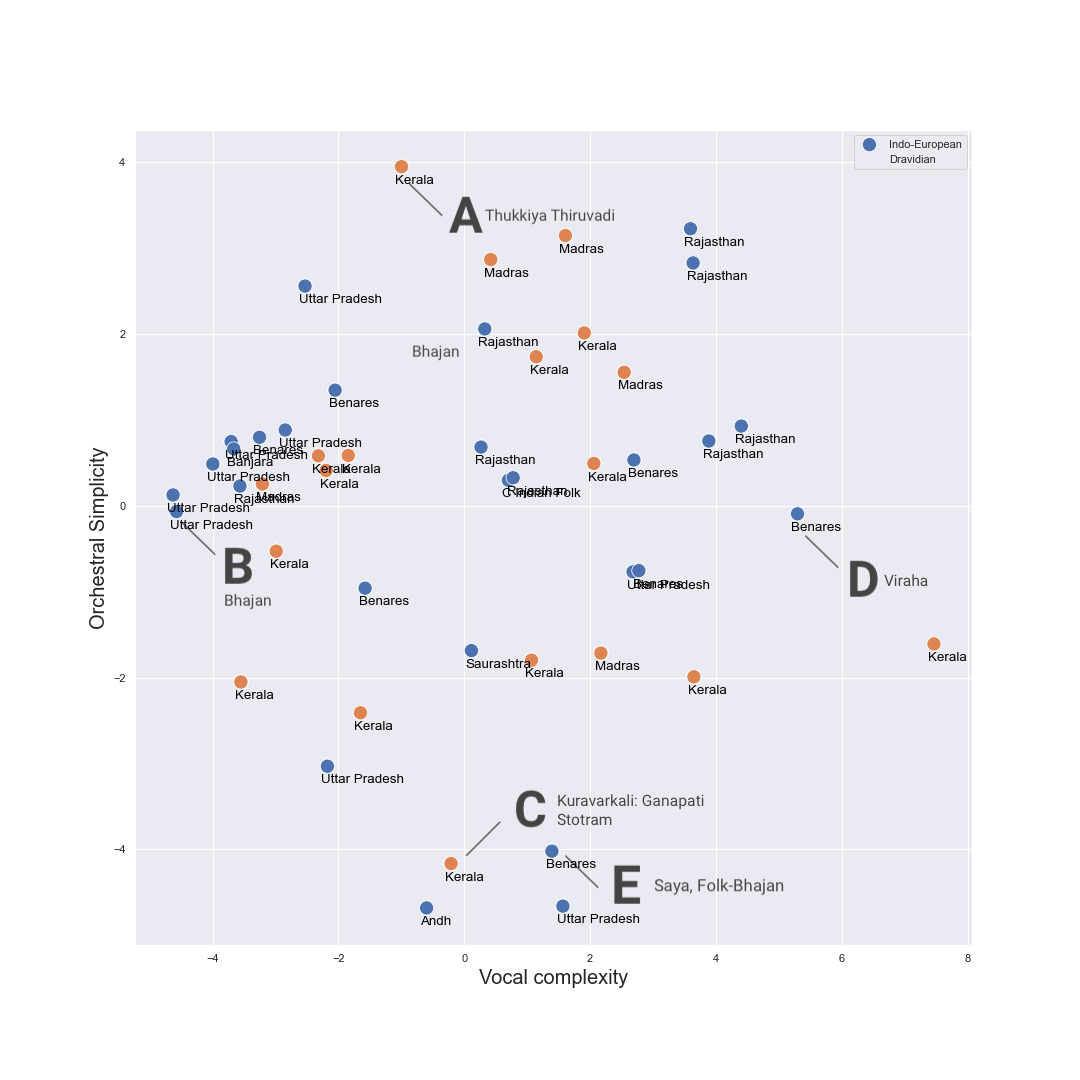 Indo-European
Dravidian
4
Kerala
A Thukkiya Thiruvadi
Rajasthan
Madras
Madras
Rajasthan
Uttar Pradesh
2
Rajasthan
Kerala
Bhajan
Kerala
Madras
Benares
Rajasthan
Uttar Pradesh
Benares
Rajasthan
Uttar Pradesh
Banjara
Rajasthan
Kerala
Kerala
Benares
Uttar Pradesh
Kerala
Kerala
Rajasthan
C Indian Folk
Rajasthan
Madras
0
Uttar Pradesh
Uttar Pradesh
Benares
B
Kerala
D Viraha
Uttar Pradesh
Benares
Bhajan
Benares
Saurashtra
Kerala
Madras
Kerala
−2
Kerala
Kerala
Kerala
Uttar Pradesh
C Kuravarkali: Ganapati
Stotram
−4
Benares
Kerala
E Saya, Folk-Bhajan
Andh
Uttar Pradesh
−4
−2
0
2
4
6
8
Vocal complexity
Orchestral Simplicity